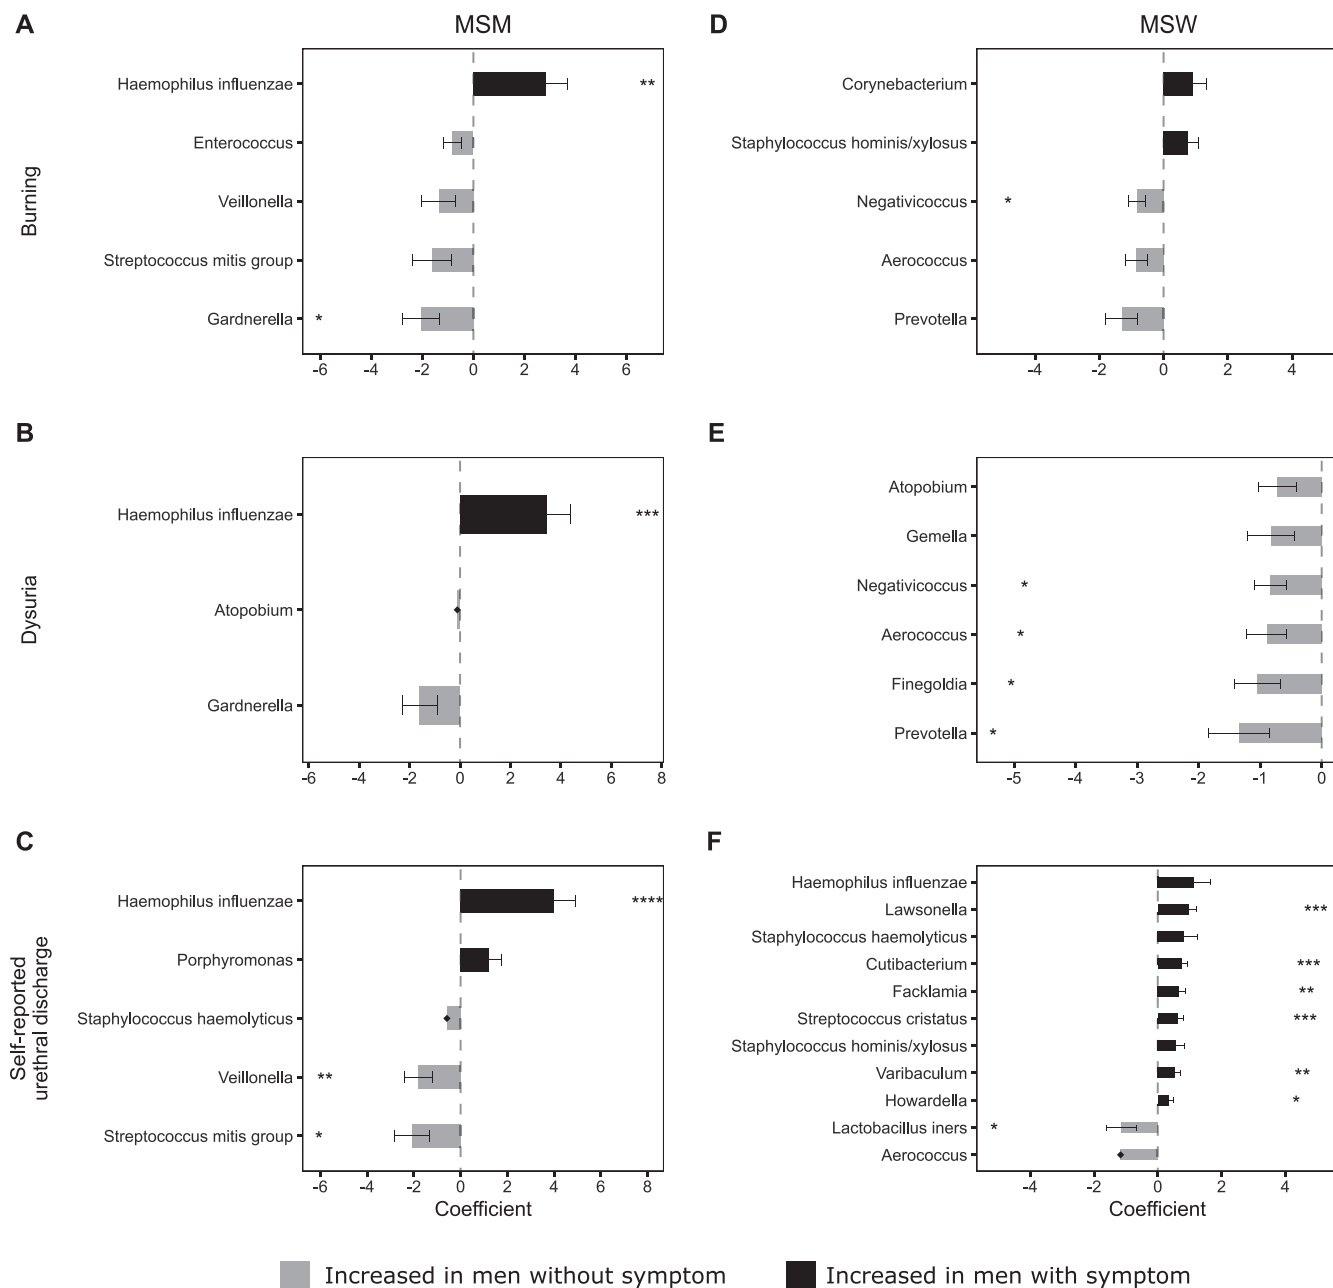 A
MSM
Burning
Haemophilus influenzae
**
Enterococcus
Veillonella
Streptococcus mitis group
Gardnerella
*
-6 -4 -2 0 2 4 6
D
MSW
Corynebacterium
Staphylococcus hominis/xylosus
Negativicoccus
*
Aerococcus
Prevotella
-4 -2 0 2 4
B
Dysuria
Haemophilus influenzae
***
Atopobium
Gardnerella
-6 -4 -2 0 2 4 6 8
E
Atopobium
Gemella
Negativicoccus
*
Aerococcus
*
Finegoldia
*
Prevotella
*
-5 -4 -3 -2 -1 0
C
Self-reported
urethral discharge
Haemophilus influenzae
****
Porphyromonas
Staphylococcus haemolyticus
Veillonella
**
Streptococcus mitis group
*
-6 -4 -2 0 2 4 6 8
Coefficient
F
Haemophilus influenzae
Lawsonella
***
Staphylococcus haemolyticus
Cutibacterium
***
Facklamia
**
Streptococcus cristatus
***
Staphylococcus hominis/xylosus
Varibaculum
**
Howardella
*
Lactobacillus iners
*
Aerococcus
-4 -2 0 2 4
Coefficient
Increased in men without symptom
Increased in men with symptom